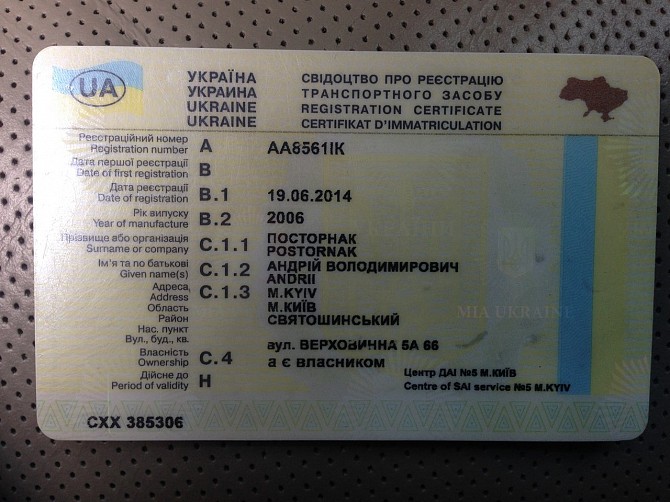 UA
УКРАЇНА
УКРАИНА
UKRAINE
UKRAINE
СВІДОЦТВО ПРО РЕЄСТРАЦІЮ
ТРАНСПОРТНОГО ЗАСОБУ
REGISTRATION CERTIFICATE
CERTIFIKAT D'IMMATRICULATION
Реєстраційний номер
Registration number A AA8561IK
Дата першої реєстрації
Date of first registration B
Дата реєстрації
Date of registration B.1 19.06.2014
Рік випуску
Year of manufacture B.2 2006
Прізвище або організація C.1.1 ПОСТОРНАК
Surname or company POSTORNAK
Ім'я та по батькові C.1.2 АНДРІЙ ВОЛОДИМИРОВИЧ
Given name(s) ANDRII
Адреса, C.1.3 M.KYIV
Address
Область М.КИЇВ
Район СВЯТОШИНСЬКИЙ
Нас. пункт
Вул., буд., кв. аул. ВЕРХОВИННА 5А 66
Власність
Ownership C.4 а є власником
Дійсне до
Period of validity H
Центр ДАІ №5 М.КИЇВ
Centre of SAI service №5 M.KYIV
MIA UKRAINE
СХХ 385306